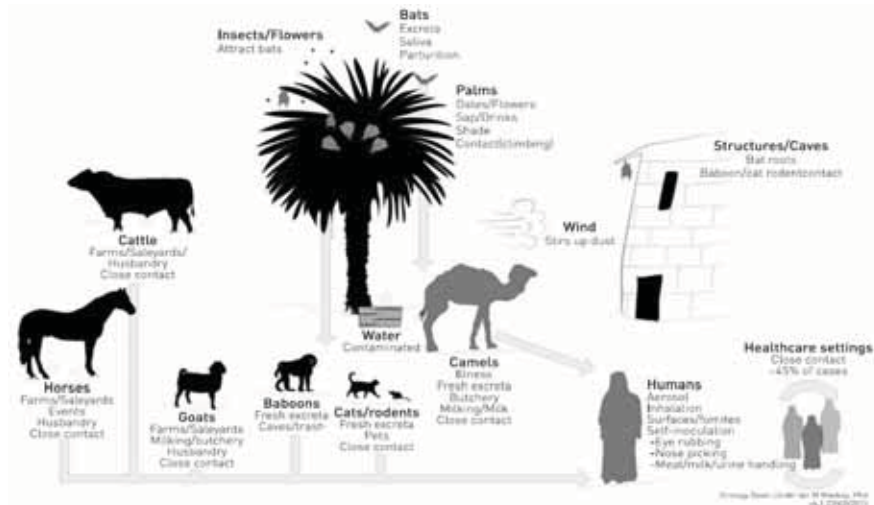 Bats
Excreta
Saliva
Parturition
Insects/Flowers
Attract bats
Palms
Dates/Flowers
Sap/Drinks
Shade
Contact(climbing)
Structures/Caves
Bat roots
Baboon/cat rodentcontact
Wind
Stirs up dust
Cattle
Farms/Saleyards/
Husbandry
Close contact
Water
Contaminated
Horses
Farms/Saleyards
Events
Husbandry
Close contact
Goats
Farms/Saleyards
Milking/butchery
Husbandry
Close contact
Baboons
Fresh excreta
Caves/trash
Cats/rodents
Fresh excreta
Pets
Close contact
Camels
Illness
Fresh excreta
Butchery
Milking/Milk
Close contact
Humans
Aerosol
Inhalation
Surfaces/fomites
Self-inoculation
•Eye rubbing
•Nose picking
-Meat/milk/urine handling
Healthcare settings
Close contact
~45% of cases